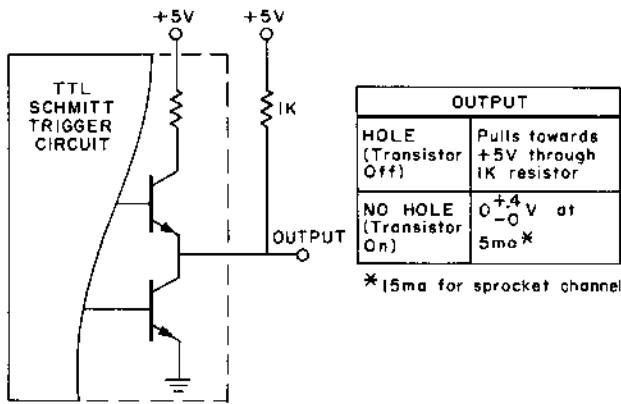 +5V
+5V
TTL
SCHMITT
TRIGGER
CIRCUIT
1K
OUTPUT
OUTPUT
HOLE
(Transistor
Off)
Pulls towards
+5V through
1K resistor
NO HOLE
(Transistor
On)
0 +.4 -0 V at
5ma*
*15ma for sprocket channel